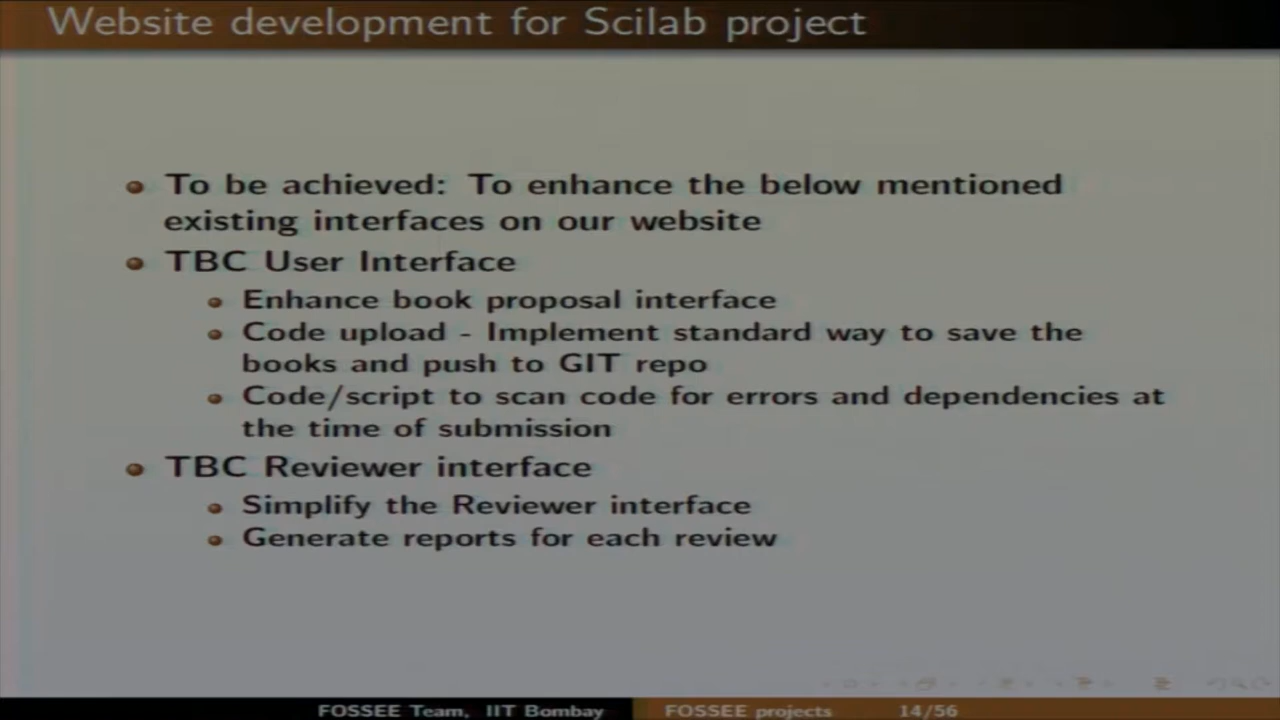 Website development for Scilab project
To be achieved: To enhance the below mentioned
existing interfaces on our website
TBC User Interface
Enhance book proposal interface
Code upload - Implement standard way to save the
books and push to GIT repo
Code/script to scan code for errors and dependencies at
the time of submission
TBC Reviewer interface
Simplify the Reviewer interface
Generate reports for each review
FOSSEE Team, IIT Bombay
FOSSEE projects
14/56